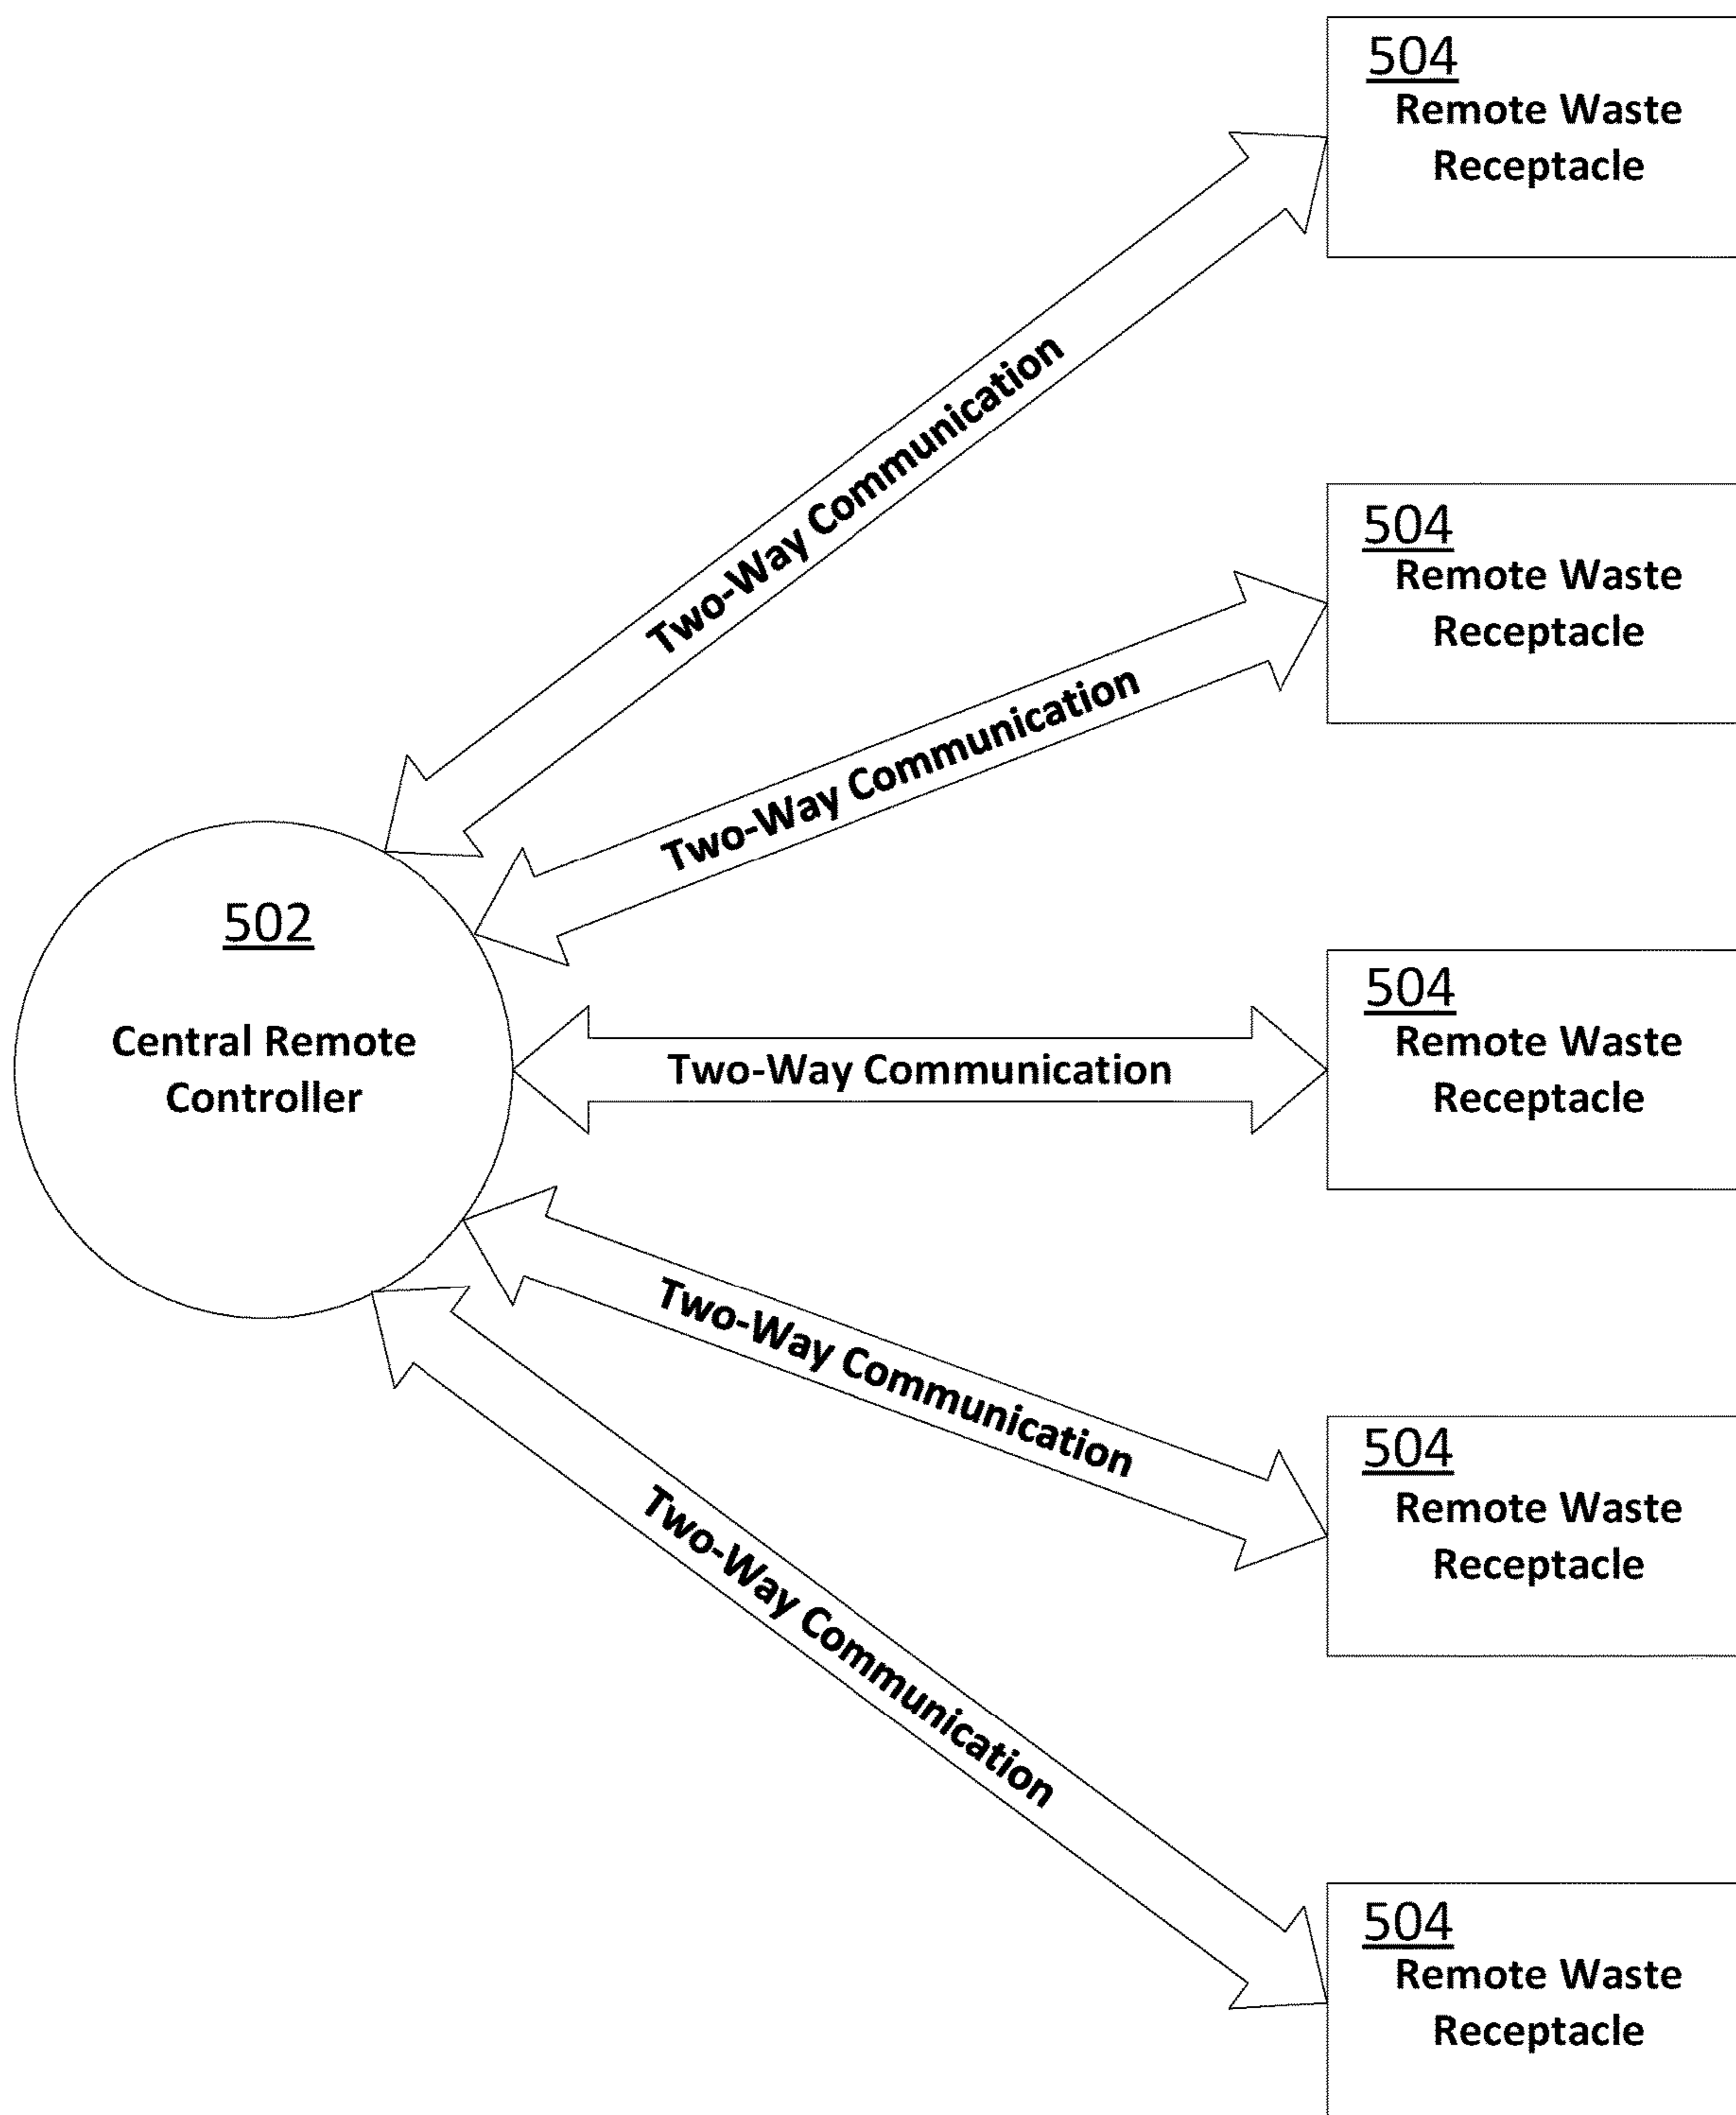 504
Remote Waste
Receptacle
Two-Way Communication
504
Remote Waste
Receptacle
Two-Way Communication
502
Central Remote
Controller
Two-Way Communication
504
Remote Waste
Receptacle
Two-Way Communication
504
Remote Waste
Receptacle
Two-Way Communication
504
Remote Waste
Receptacle